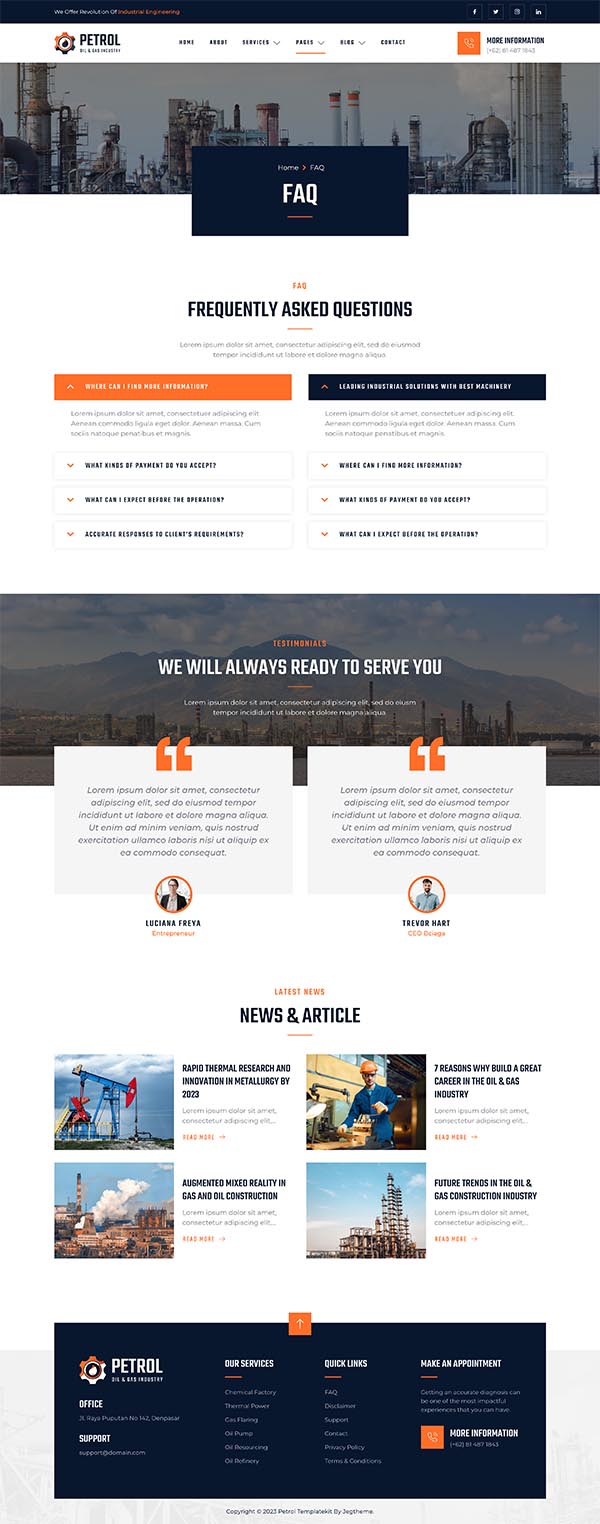 We Offer Revolution Of Industrial Engineering
PETROL
OIL & GAS INDUSTRY
HOME
ABOUT
SERVICES
PAGES
BLOG
CONTACT
MORE INFORMATION
(+62) 81 487 1843
Home
FAQ
FAQ
FAQ
FREQUENTLY ASKED QUESTIONS
Lorem ipsum dolor sit amet, consectetur adipiscing elit, sed do eiusmod
tempor incididunt ut labore et dolore magna aliqua.
WHERE CAN I FIND MORE INFORMATION?
Lorem ipsum dolor sit amet, consectetuer adipiscing elit.
Aenean commodo ligula eget dolor. Aenean massa. Cum
sociis natoque penatibus et magnis.
WHAT KINDS OF PAYMENT DO YOU ACCEPT?
WHAT CAN I EXPECT BEFORE THE OPERATION?
ACCURATE RESPONSES TO CLIENT'S REQUIREMENTS?
LEADING INDUSTRIAL SOLUTIONS WITH BEST MACHINERY
Lorem ipsum dolor sit amet, consectetuer adipiscing elit.
Aenean commodo ligula eget dolor. Aenean massa. Cum
sociis natoque penatibus et magnis.
WHERE CAN I FIND MORE INFORMATION?
WHAT KINDS OF PAYMENT DO YOU ACCEPT?
WHAT CAN I EXPECT BEFORE THE OPERATION?
TESTIMONIALS
WE WILL ALWAYS READY TO SERVE YOU
Lorem ipsum dolor sit amet, consectetur adipiscing elit, sed do eiusm
tempor incididunt ut labore et dolore magna aliqua
Lorem ipsum dolor sit amet, consectetur
adipiscing elit, sed do eiusmod tempor
incididunt ut labore et dolore magna aliqua.
Ut enim ad minim veniam, quis nostrud
exercitation ullamco laboris nisi ut aliquip ex
ea commodo consequat.
LUCIANA FREYA
Entrepreneur
Lorem ipsum dolor sit amet, consectetur
adipiscing elit, sed do eiusmod tempor
incididunt ut labore et dolore magna aliqua.
Ut enim ad minim veniam, quis nostrud
exercitation ullamco laboris nisi ut aliquip ex
ea commodo consequat.
TREVOR HART
CEO
LATEST NEWS
NEWS & ARTICLE
RAPID THERMAL RESEARCH AND
INNOVATION IN METALLURGY BY
2023
Lorem ipsum dolor sit amet,
consectetur adipiscing elit,...
READ MORE
7 REASONS WHY BUILD A GREAT
CAREER IN THE OIL & GAS
INDUSTRY
Lorem ipsum dolor sit amet,
consectetur adipiscing elit,...
READ MORE
AUGMENTED MIXED REALITY IN
GAS AND OIL CONSTRUCTION
Lorem ipsum dolor sit amet,
consectetur adipiscing elit,...
READ MORE
FUTURE TRENDS IN THE OIL &
GAS CONSTRUCTION INDUSTRY
Lorem ipsum dolor sit amet,
consectetur adipiscing elit,...
READ MORE
PETROL
OIL & GAS INDUSTRY
OFFICE
Jl. Raya Puputan No 142, Denpasar
SUPPORT
support@domain.com
OUR SERVICES
Chemical Factory
Thermal Power
Gas Flaring
Oil Pump
Oil Resourcing
Oil Refinery
QUICK LINKS
FAQ
Disclaimer
Support
Contact
Privacy Policy
Terms & Conditions
MAKE AN APPOINTMENT
Getting an accurate diagnosis can
be one of the most impactful
experiences that you can have.
MORE INFORMATION
(+62) 81 487 1843
Copyright © 2023 Petrol Templatekit By Jegtheme.